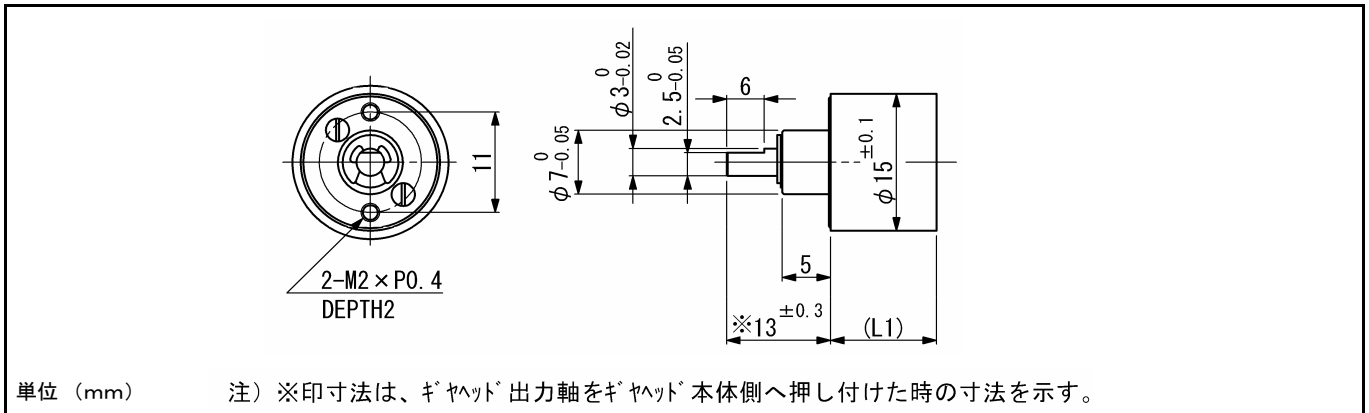 φ3 0 -0.02
2.5 0 -0.05
6
φ7 0 -0.05
φ15 ±0.1
11
5
2-M2×P0.4
DEPTH2
※13 ±0.3
(L1)
単位 （mm） 注）※印寸法は、ｷﾞﾔﾍｯﾄﾞ出力軸をｷﾞﾔﾍｯﾄﾞ本体側へ押し付けた時の寸法を示す。